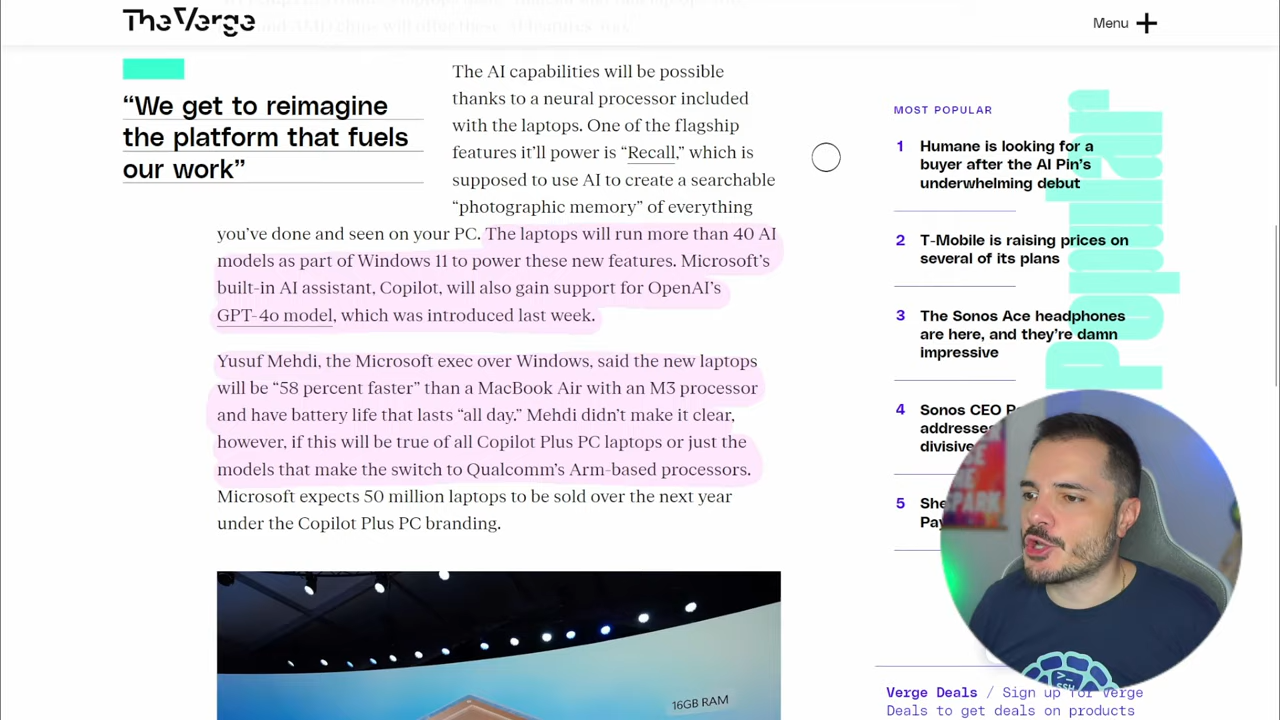 TheVerge
Menu
“We get to reimagine
the platform that fuels
our work”
The AI capabilities will be possible
thanks to a neural processor included
with the laptops. One of the flagship
features it’ll power is “Recall,” which is
supposed to use AI to create a searchable
“photographic memory” of everything
you’ve done and seen on your PC. The laptops will run more than 40 AI
models as part of Windows 11 to power these new features. Microsoft’s
built-in AI assistant, Copilot, will also gain support for OpenAI’s
GPT-4o model, which was introduced last week.
Yusuf Mehdi, the Microsoft exec over Windows, said the new laptops
will be “58 percent faster” than a MacBook Air with an M3 processor
and have battery life that lasts “all day.” Mehdi didn’t make it clear,
however, if this will be true of all Copilot Plus PC laptops or just the
models that make the switch to Qualcomm’s Arm-based processors.
Microsoft expects 50 million laptops to be sold over the next year
under the Copilot Plus PC branding.
16GB RAM
MOST POPULAR
Popular
1 Humane is looking for a
buyer after the AI Pin’s
underwhelming debut
2 T-Mobile is raising prices on
several of its plans
3 The Sonos Ace headphones
are here, and they’re damn
impressive
4 Sonos CEO
addresses
divisive
5
THE
SPARK
SSH
Verge Deals / Sign up for Verge
Deals to get deals on products